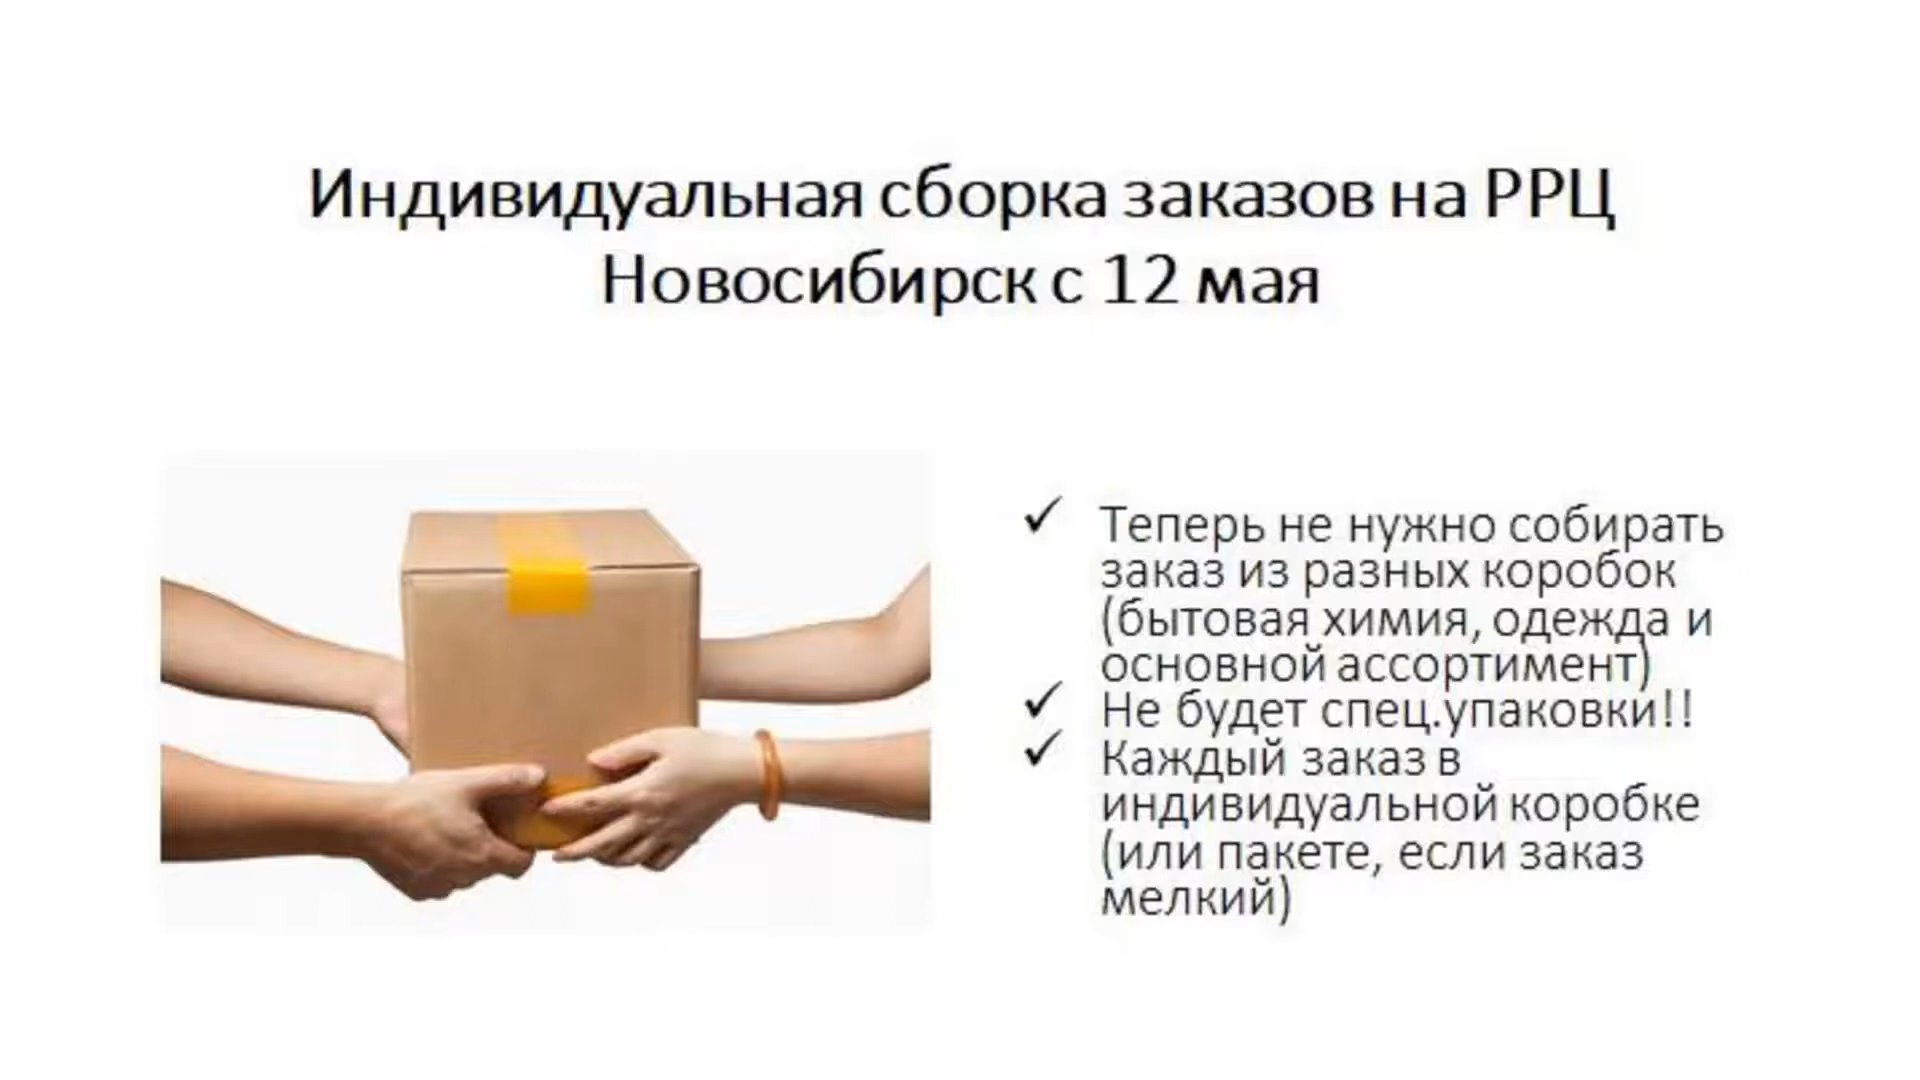 Индивидуальная сборка заказов на РРЦ
Новосибирск с 12 мая
✓ Теперь не нужно собирать
заказ из разных коробок
(бытовая химия, одежда и
основной ассортимент)
✓ Не будет спец.упаковки!!
✓ Каждый заказ в
индивидуальной коробке
(или пакете, если заказ
мелкий)